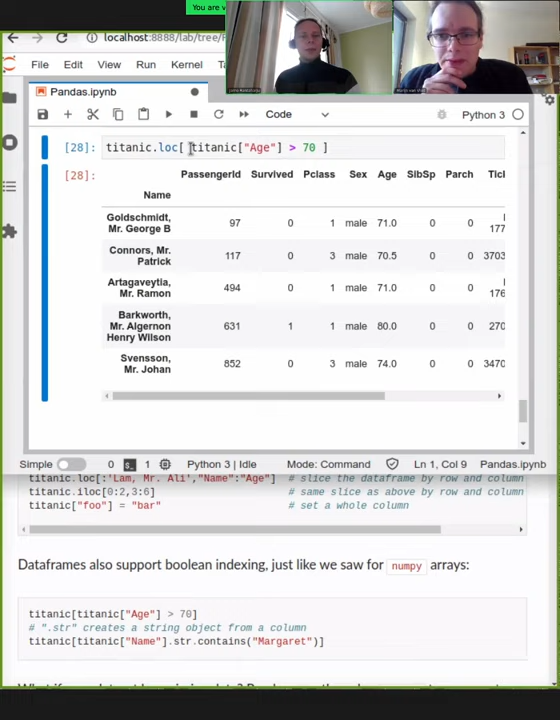 You are v
localhost:8888/lab/tree/
File Edit View Run Kernel
Pandas.ipynb
Code Python 3
[28]: titanic.loc[ titanic["Age"] > 70 ]
[28]: PassengerId Survived Pclass Sex Age SibSp Parch Tick
Name
Goldschmidt, Mr. George B 97 0 1 male 71.0 0 0 177
Connors, Mr. Patrick 117 0 3 male 70.5 0 0 3703
Artagaveytia, Mr. Ramon 494 0 1 male 71.0 0 0 176
Barkworth, Mr. Algernon Henry Wilson 631 1 1 male 80.0 0 0 270
Svensson, Mr. Johan 852 0 3 male 74.0 0 0 3470
Simple 0 1 Python 3 | Idle Mode: Command Ln 1, Col 9 Pandas.ipynb
titanic.loc[:'Lam, Mr. Ali',"Name":"Age"] # slice the dataframe by row and column
titanic.iloc[0:2,3:6] # same slice as above by row and column
titanic["foo"] = "bar" # set a whole column
Dataframes also support boolean indexing, just like we saw for numpy arrays:
titanic[titanic["Age"] > 70]
# ".str" creates a string object from a column
titanic[titanic["Name"].str.contains("Margaret")]